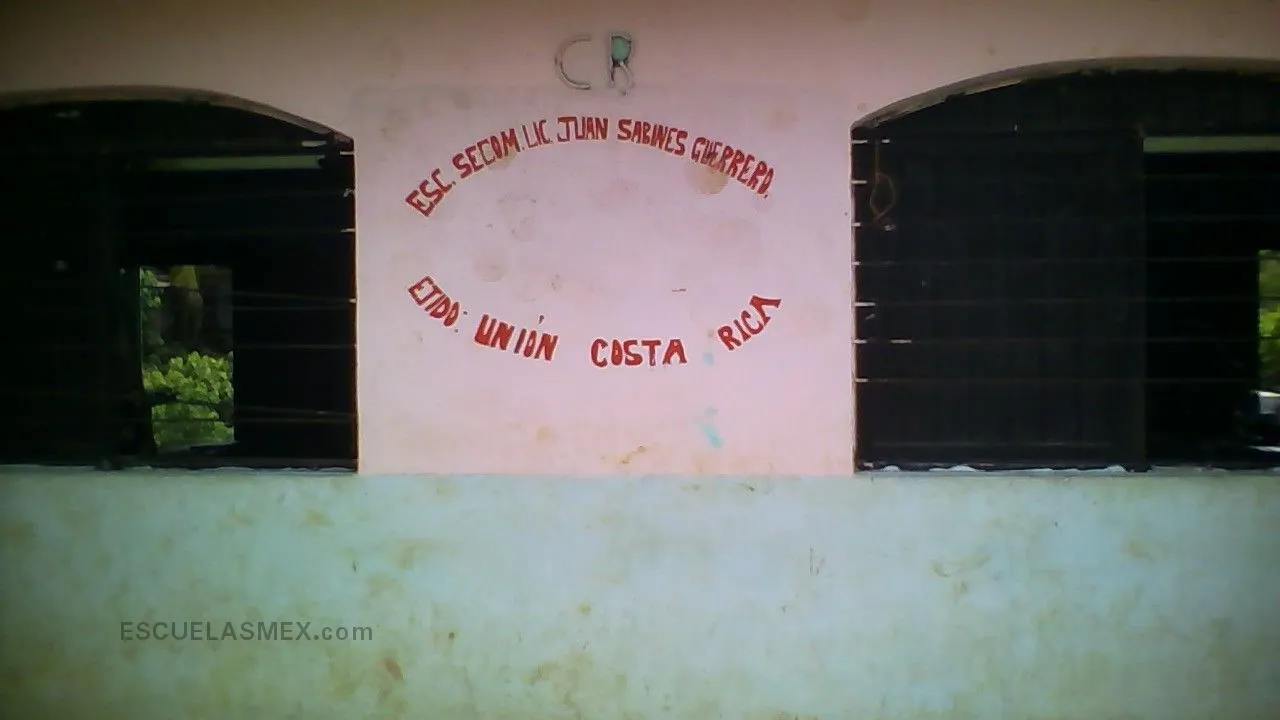 CR
ESC. SECOM. LIC. JUAN SABINES GUERRERO.
EJIDO: UNIÓN COSTA RICA
ESCUELASMEX.com